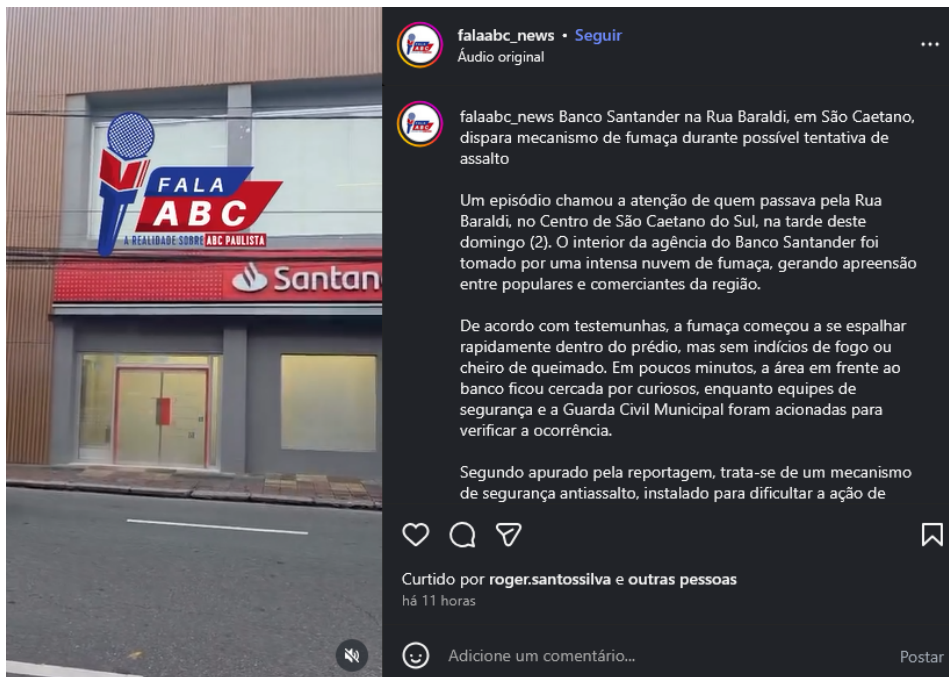 FALA
ABC
A REALIDADE SOBRE ABC PAULISTA
Santan
falaabc_news • Seguir
Áudio original
falaabc_news Banco Santander na Rua Baraldi, em São Caetano,
dispara mecanismo de fumaça durante possível tentativa de
assalto
Um episódio chamou a atenção de quem passava pela Rua
Baraldi, no Centro de São Caetano do Sul, na tarde deste
domingo (2). O interior da agência do Banco Santander foi
tomado por uma intensa nuvem de fumaça, gerando apreensão
entre populares e comerciantes da região.
De acordo com testemunhas, a fumaça começou a se espalhar
rapidamente dentro do prédio, mas sem indícios de fogo ou
cheiro de queimado. Em poucos minutos, a área em frente ao
banco ficou cercada por curiosos, enquanto equipes de
segurança e a Guarda Civil Municipal foram acionadas para
verificar a ocorrência.
Segundo apurado pela reportagem, trata-se de um mecanismo
de segurança antiassalto, instalado para dificultar a ação de
Curtido por roger.santossilva e outras pessoas
há 11 horas
Adicione um comentário...
Postar